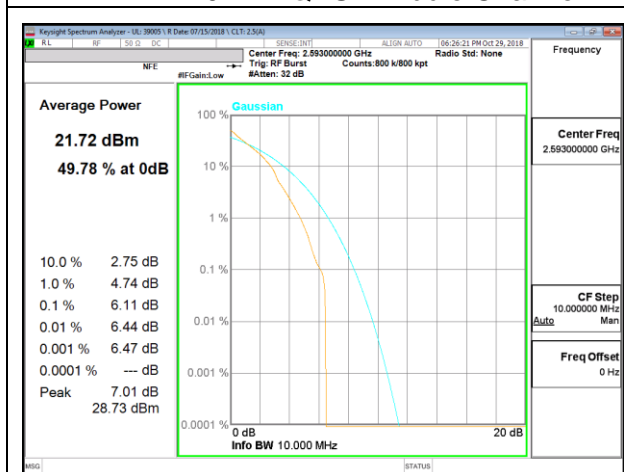 Keysight Spectrum Analyzer - UL: 39005 \ R Date: 07/15/2018 \ CLT: 2.5(A)
RL RF 50 Ω DC SENSE:INT ALIGN AUTO 06:26:21 PM Oct 29, 2018
Center Freq: 2.593000000 GHz Radio Std: None
NFE Trig: RF Burst Counts:800 k/800 kpt
#IFGain:Low #Atten: 32 dB
Frequency
Average Power
21.72 dBm
49.78 % at 0dB
10.0 % 2.75 dB
1.0 % 4.74 dB
0.1 % 6.11 dB
0.01 % 6.44 dB
0.001 % 6.47 dB
0.0001 % --- dB
Peak 7.01 dB
28.73 dBm
Gaussian
100 %
10 %
1 %
0.1 %
0.01 %
0.001 %
0.0001 %
0 dB 20 dB
Info BW 10.000 MHz
Center Freq
2.593000000 GHz
CF Step
10.000000 MHz
Auto Man
Freq Offset
0 Hz
MSG STATUS